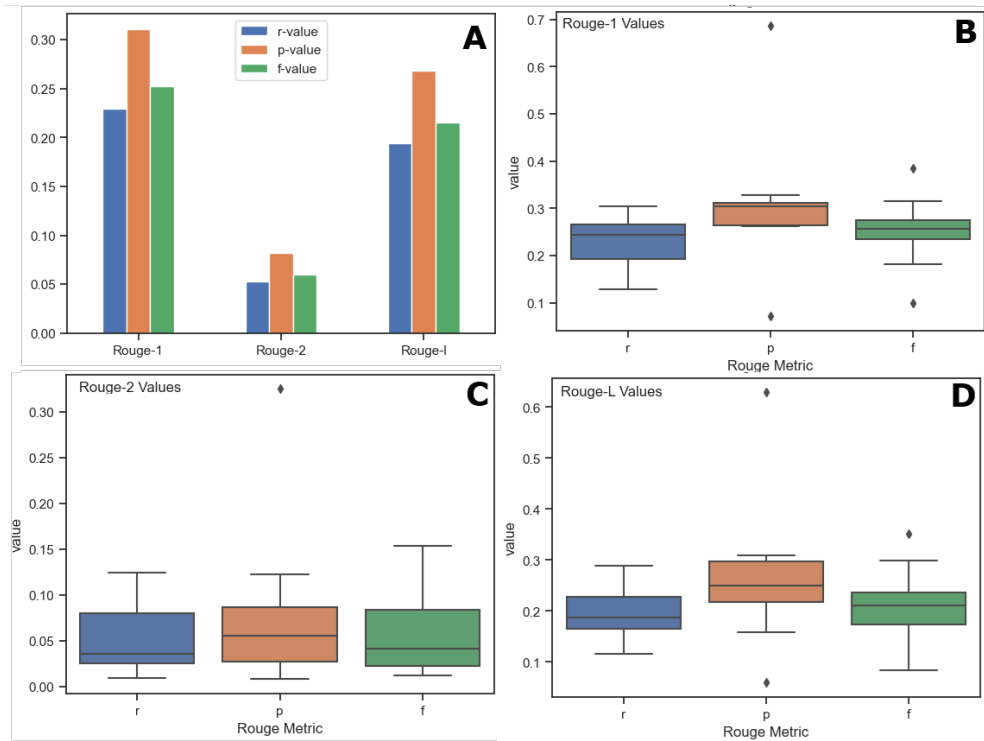 A
r-value
p-value
f-value
0.30
0.25
0.20
0.15
0.10
0.05
0.00
Rouge-1
Rouge-2
Rouge-l
B
Rouge-1 Values
0.7
0.6
0.5
0.4
0.3
0.2
0.1
value
r
p
f
Rouge Metric
C
Rouge-2 Values
0.30
0.25
0.20
0.15
0.10
0.05
0.00
value
r
p
f
Rouge Metric
D
Rouge-L Values
0.6
0.5
0.4
0.3
0.2
0.1
value
r
p
f
Rouge Metric